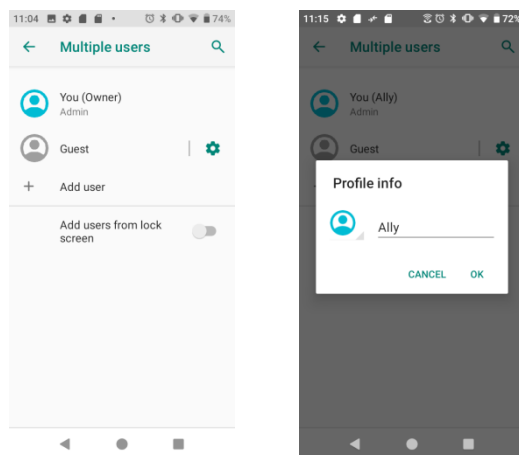 11:04
74%
Multiple users
You (Owner)
Admin
Guest
Add user
Add users from lock
screen
11:15
72%
Multiple users
You (Ally)
Admin
Guest
Profile info
Ally
CANCEL OK